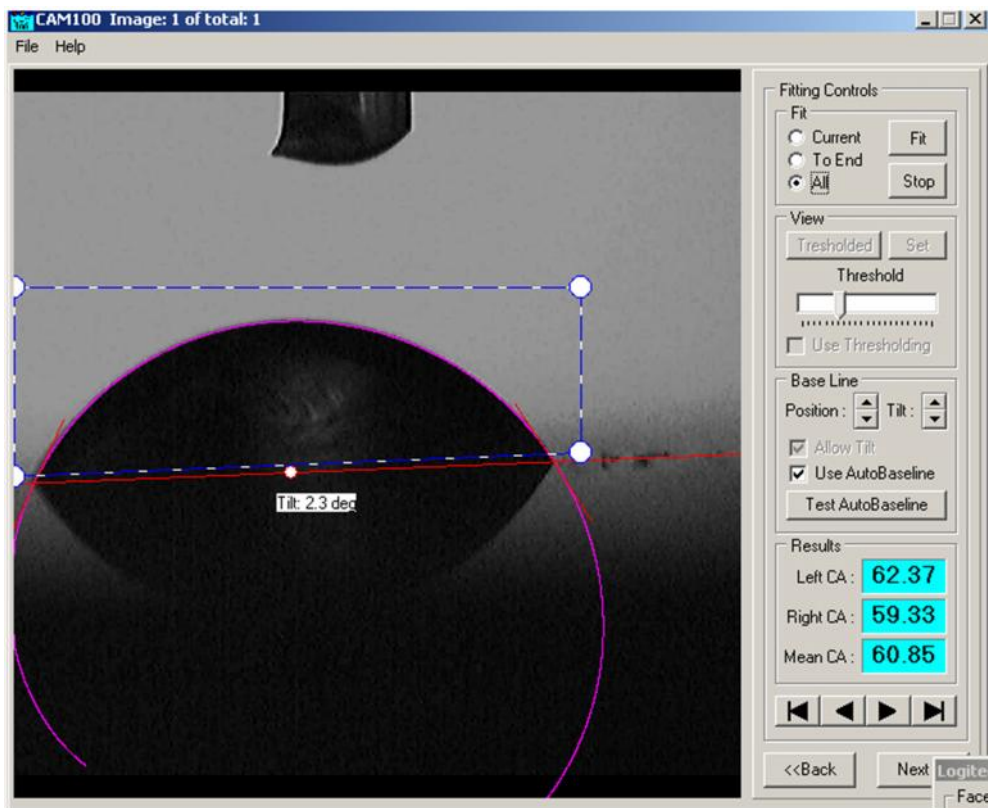 CAM100 Image: 1 of total: 1
File Help
Tilt: 2.3 deg
Fitting Controls
Fit
Current
To End
All
Fit
Stop
View
Tresholded
Set
Threshold
Use Thresholding
Base Line
Position :
Tilt :
Allow Tilt
Use AutoBaseline
Test AutoBaseline
Results
Left CA : 62.37
Right CA : 59.33
Mean CA : 60.85
<<Back
Next
Logite
Face